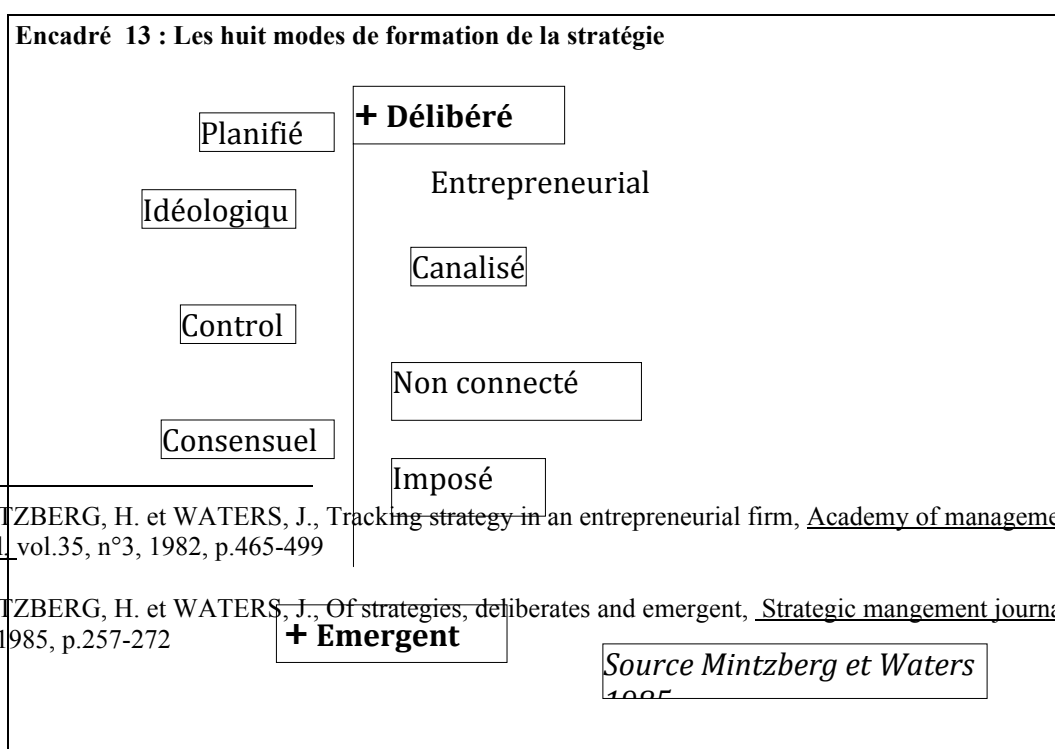 Encadré 13 : Les huit modes de formation de la stratégie
+ Délibéré
Planifié
Entrepreneurial
Idéologiqu
Canalisé
Control
Non connecté
Consensuel
Imposé
TZBERG, H. et WATERS, J., Tracking strategy in an entrepreneurial firm, Academy of manageme
l. vol.35, n°3, 1982, p.465-499
TZBERG, H. et WATERS, J., Of strategies, deliberates and emergent, Strategic mangement journa
1985, p.257-272
+ Emergent
Source Mintzberg et Waters
1985